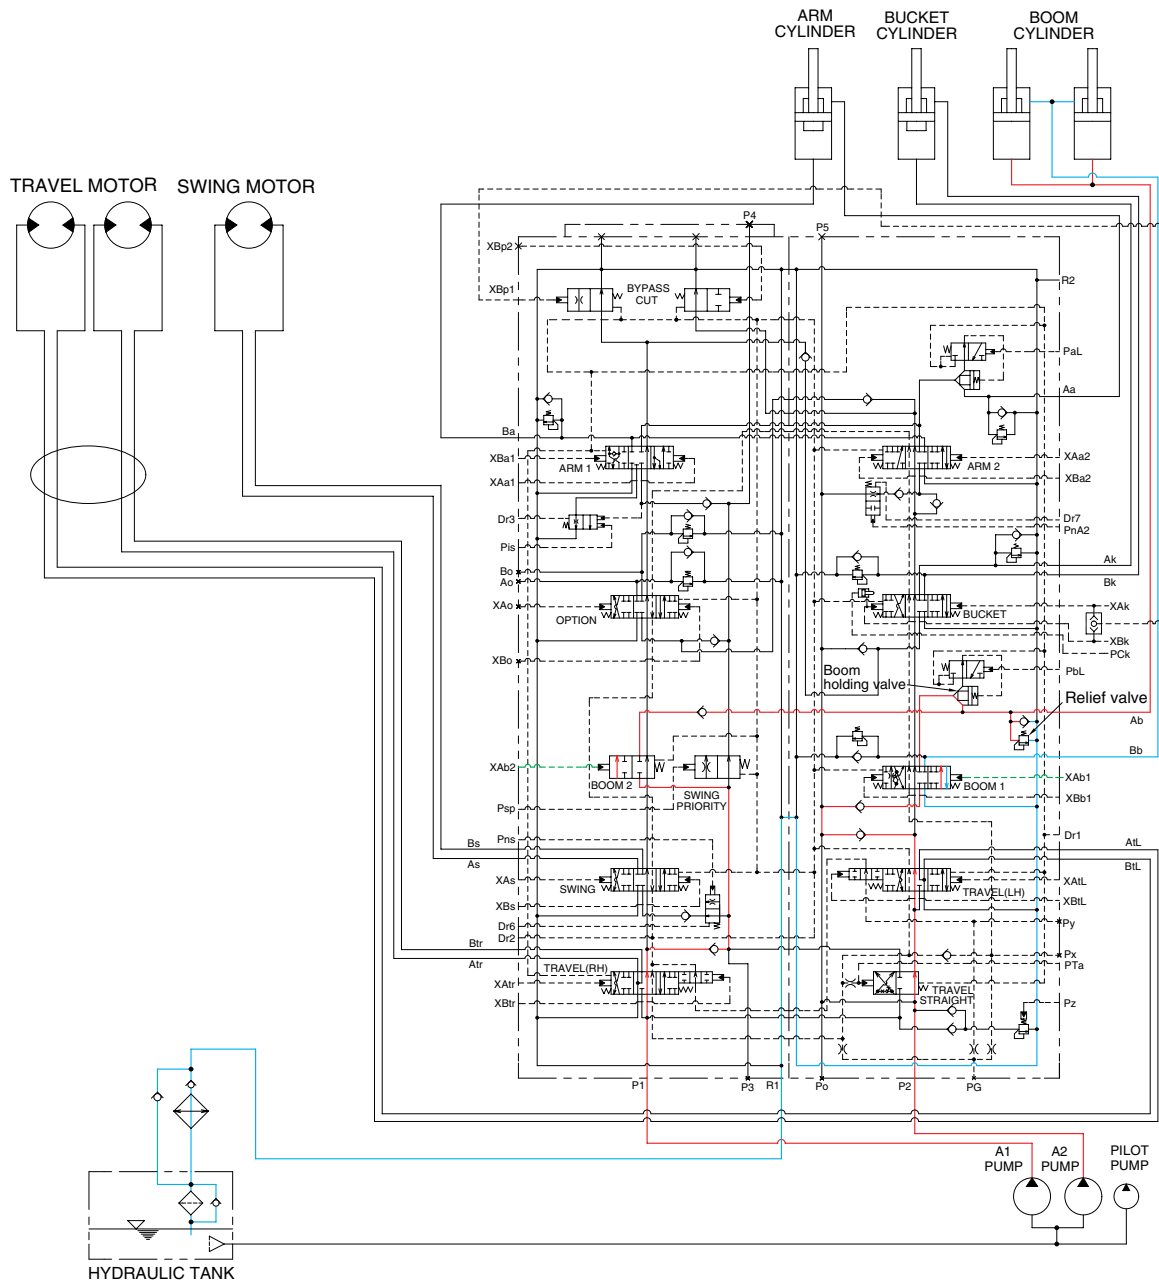 ARM
CYLINDER
BUCKET
CYLINDER
BOOM
CYLINDER
TRAVEL MOTOR
SWING MOTOR
P4
P5
XBp2
XBp1
BYPASS
CUT
R2
PaL
Aa
Ba
XBa1
ARM 1
XAa1
ARM 2
XAa2
XBa2
Dr3
Pis
Dr7
PnA2
Bo
Ao
Ak
Bk
XAo
OPTION
BUCKET
XAk
XBk
PCk
XBo
PbL
Boom
holding valve
Relief valve
Ab
Bb
XAb2
BOOM 2
SWING
PRIORITY
BOOM 1
XAb1
XBb1
Psp
Pns
Dr1
Bs
As
AtL
BtL
XAs
SWING
XBs
TRAVEL(LH)
XAtL
XBtL
Dr6
Dr2
Py
Btr
Atr
TRAVEL(RH)
Px
PTa
XAtr
XBtr
TRAVEL
STRAIGHT
Pz
P1
P3
R1
Po
P2
PG
A1
PUMP
A2
PUMP
PILOT
PUMP
HYDRAULIC TANK